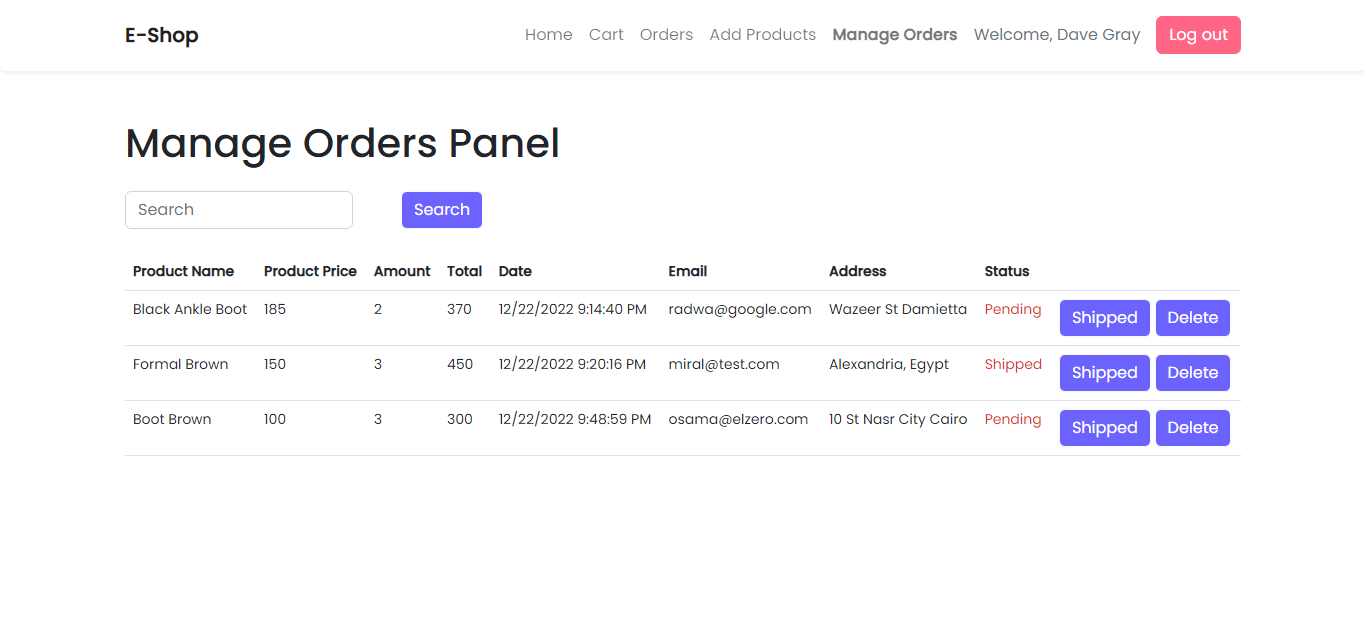 E-Shop Home Cart Orders Add Products Manage Orders Welcome, Dave Gray Log out
Manage Orders Panel
Search Search
Product Name Product Price Amount Total Date Email Address Status
Black Ankle Boot 185 2 370 12/22/2022 9:14:40 PM radwa@google.com Wazeer St Damietta Pending Shipped Delete
Formal Brown 150 3 450 12/22/2022 9:20:16 PM miral@test.com Alexandria, Egypt Shipped Shipped Delete
Boot Brown 100 3 300 12/22/2022 9:48:59 PM osama@elzero.com 10 St Nasr City Cairo Pending Shipped Delete